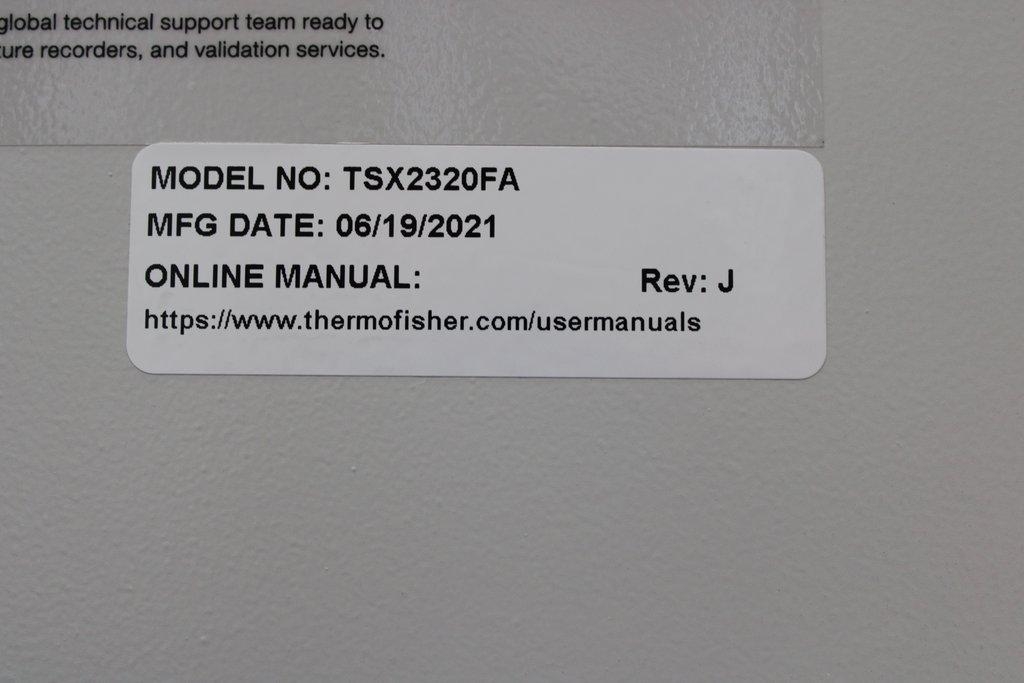 global technical support team ready to
ture recorders, and validation services.
MODEL NO: TSX2320FA
MFG DATE: 06/19/2021
ONLINE MANUAL: Rev: J
https://www.thermofisher.com/usermanuals